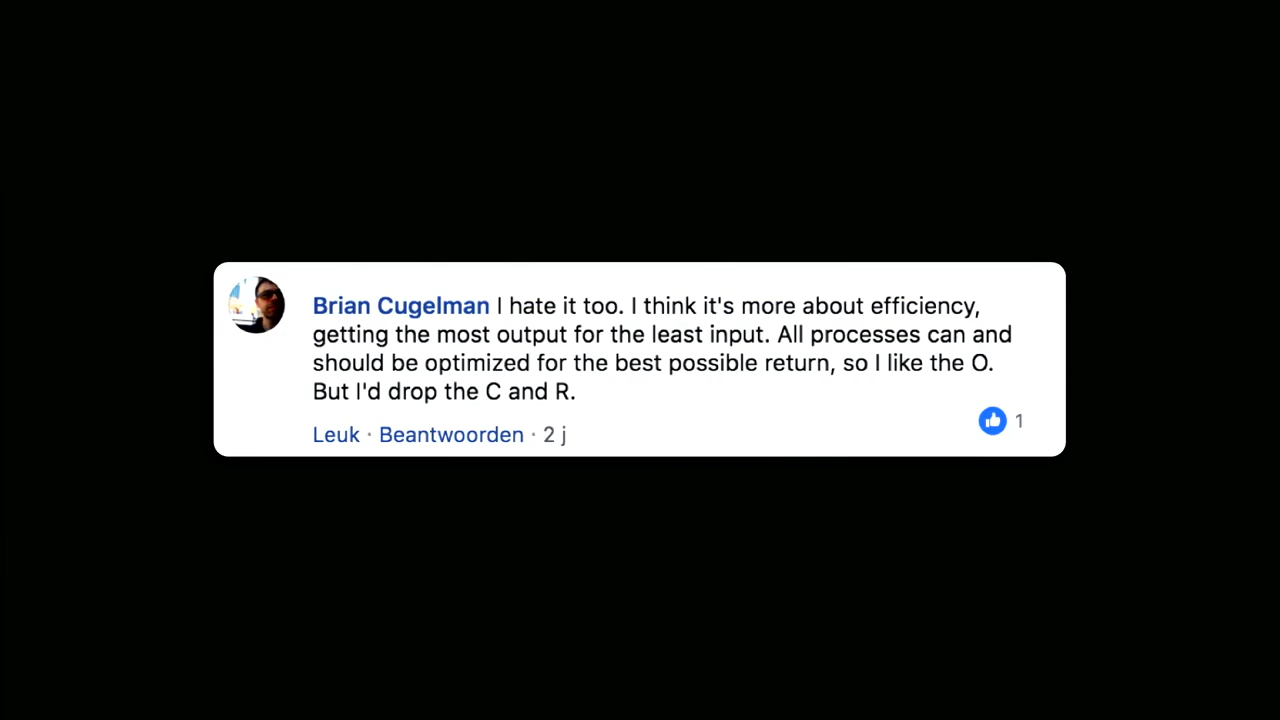 Brian Cugelman I hate it too. I think it's more about efficiency,
getting the most output for the least input. All processes can and
should be optimized for the best possible return, so I like the O.
But I'd drop the C and R.
Leuk · Beantwoorden · 2 j
1